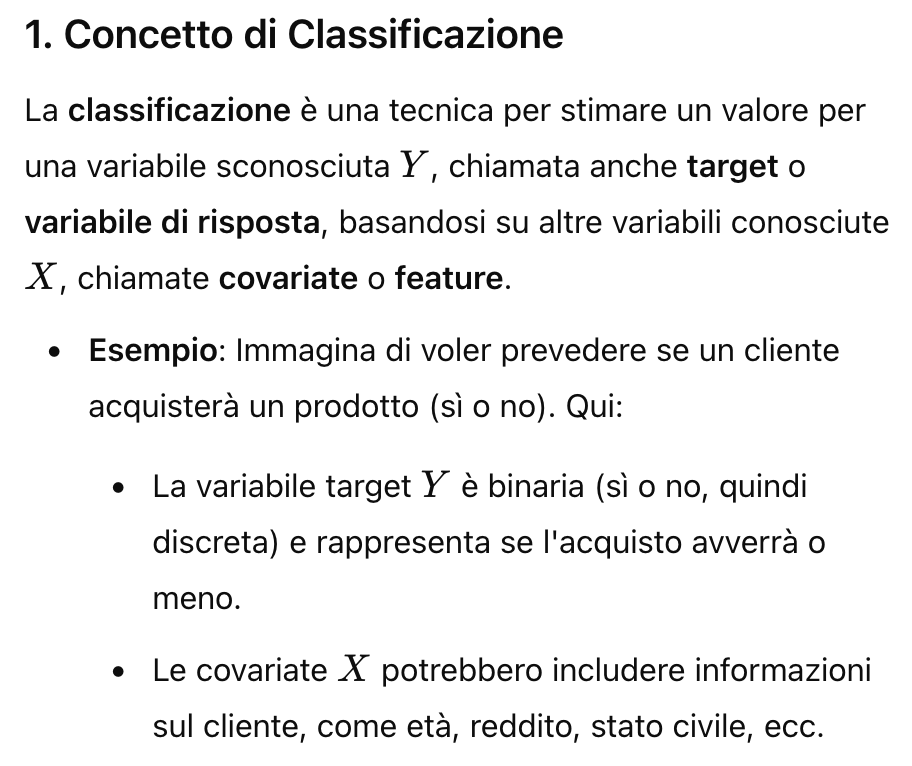 1. Concetto di Classificazione
La classificazione è una tecnica per stimare un valore per
una variabile sconosciuta Y, chiamata anche target o
variabile di risposta, basandosi su altre variabili conosciute
X, chiamate covariate o feature.
• Esempio: Immagina di voler prevedere se un cliente
acquisterà un prodotto (sì o no). Qui:
• La variabile target Y è binaria (sì o no, quindi
discreta) e rappresenta se l'acquisto avverrà o
meno.
• Le covariate X potrebbero includere informazioni
sul cliente, come età, reddito, stato civile, ecc.